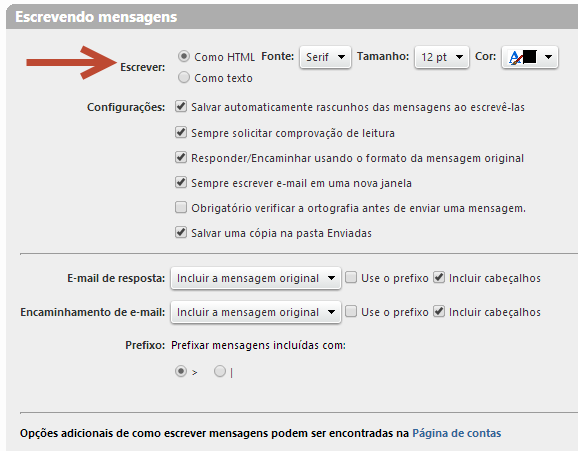 Escrevendo mensagens
Escrever: Como HTML Fonte: Serif Tamanho: 12 pt Cor: A
Como texto
Configurações: Salvar automaticamente rascunhos das mensagens ao escrevê-las
Sempre solicitar comprovação de leitura
Responder/Encaminhar usando o formato da mensagem original
Sempre escrever e-mail em uma nova janela
Obrigatório verificar a ortografia antes de enviar uma mensagem.
Salvar uma cópia na pasta Enviadas
E-mail de resposta: Incluir a mensagem original Use o prefixo Incluir cabeçalhos
Encaminhamento de e-mail: Incluir a mensagem original Use o prefixo Incluir cabeçalhos
Prefixo: Prefixar mensagens incluídas com:
> |
Opções adicionais de como escrever mensagens podem ser encontradas na Página de contas